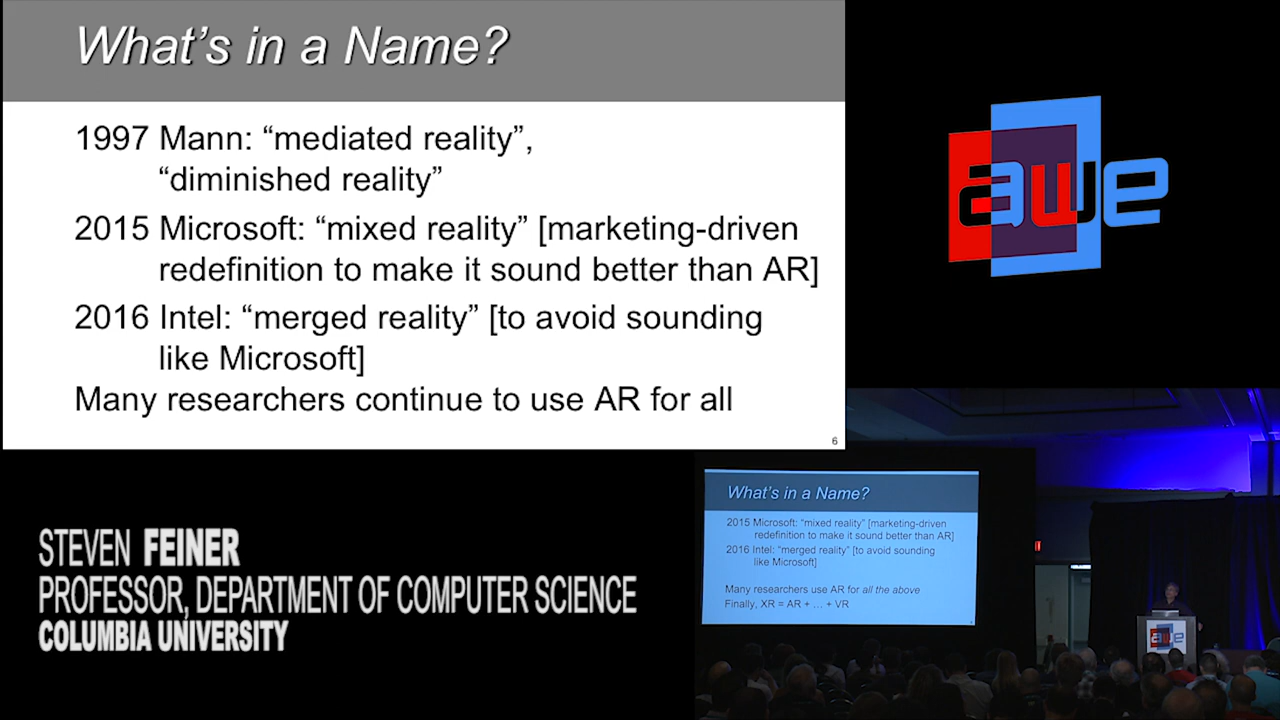 What's in a Name?
1997 Mann: “mediated reality”,
“diminished reality”
2015 Microsoft: “mixed reality” [marketing-driven
redefinition to make it sound better than AR]
2016 Intel: “merged reality” [to avoid sounding
like Microsoft]
Many researchers continue to use AR for all
6
awe
STEVEN FEINER
PROFESSOR, DEPARTMENT OF COMPUTER SCIENCE
COLUMBIA UNIVERSITY
What's in a Name?
2015 Microsoft: “mixed reality” [marketing-driven
redefinition to make it sound better than AR]
2016 Intel: “merged reality” [to avoid sounding
like Microsoft]
Many researchers use AR for all the above
Finally, XR = AR + … + VR
awe